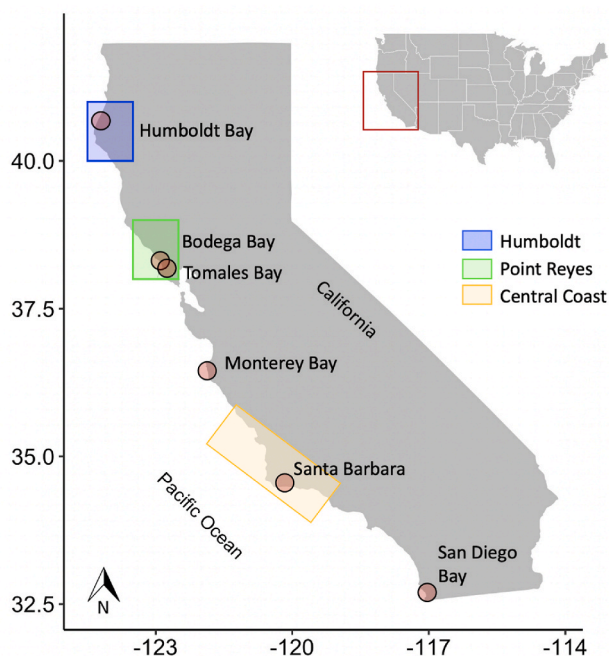 Humboldt Bay
40.0
Bodega Bay
Tomales Bay
Humboldt
Point Reyes
Central Coast
California
37.5
Monterey Bay
35.0
Santa Barbara
Pacific Ocean
San Diego
Bay
N
32.5
-123
-120
-117
-114